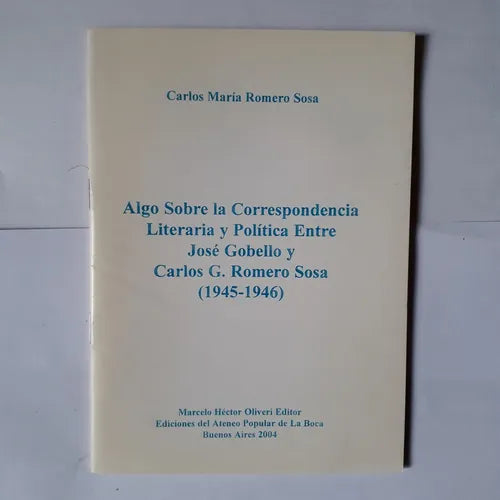 Carlos María Romero Sosa
Algo Sobre la Correspondencia
Literaria y Política Entre
José Gobello y
Carlos G. Romero Sosa
(1945-1946)
Marcelo Héctor Oliveri Editor
Ediciones del Ateneo Popular de La Boca
Buenos Aires 2004